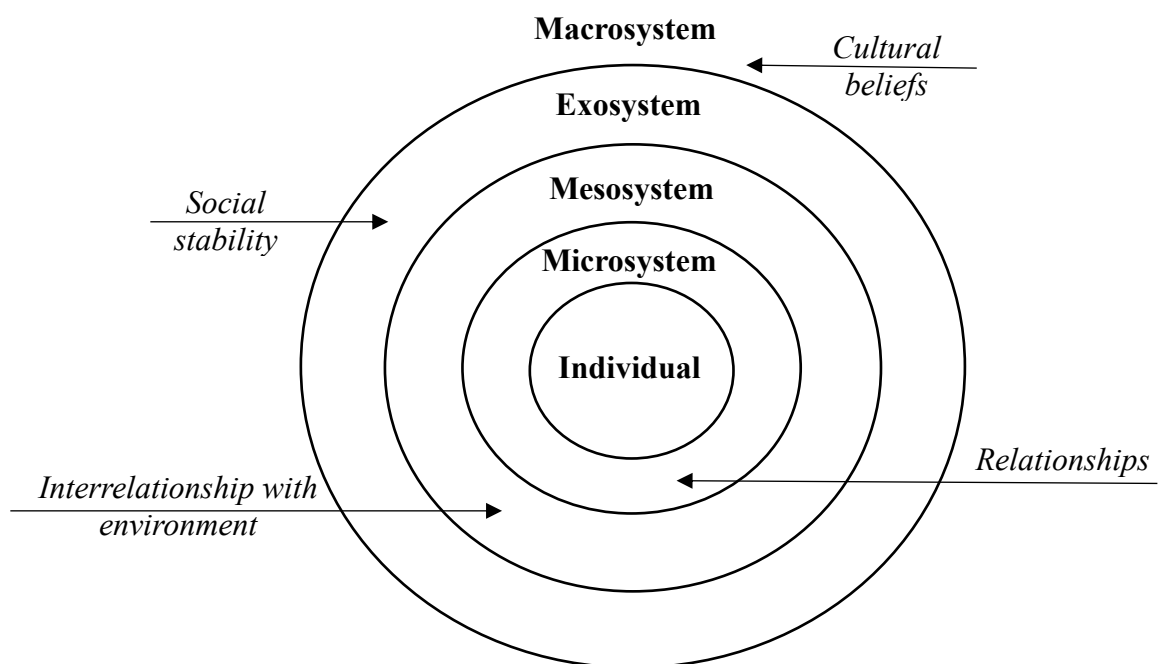 Macrosystem
Cultural
beliefs
Exosystem
Mesosystem
Social
stability
Microsystem
Individual
Relationships
Interrelationship with
environment